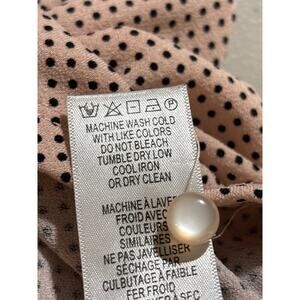 MACHINE WASH COLD
WITH LIKE COLORS
DO NOT BLEACH
TUMBLE DRY LOW
COOL IRON
OR DRY CLEAN
MACHINE À LAVER
FROID AVEC
COULEURS
SIMILAIRES
NE PAS JAVELLISER
SÉCHAGE PAR
CULBUTAGE À FAIBLE
FER FROID